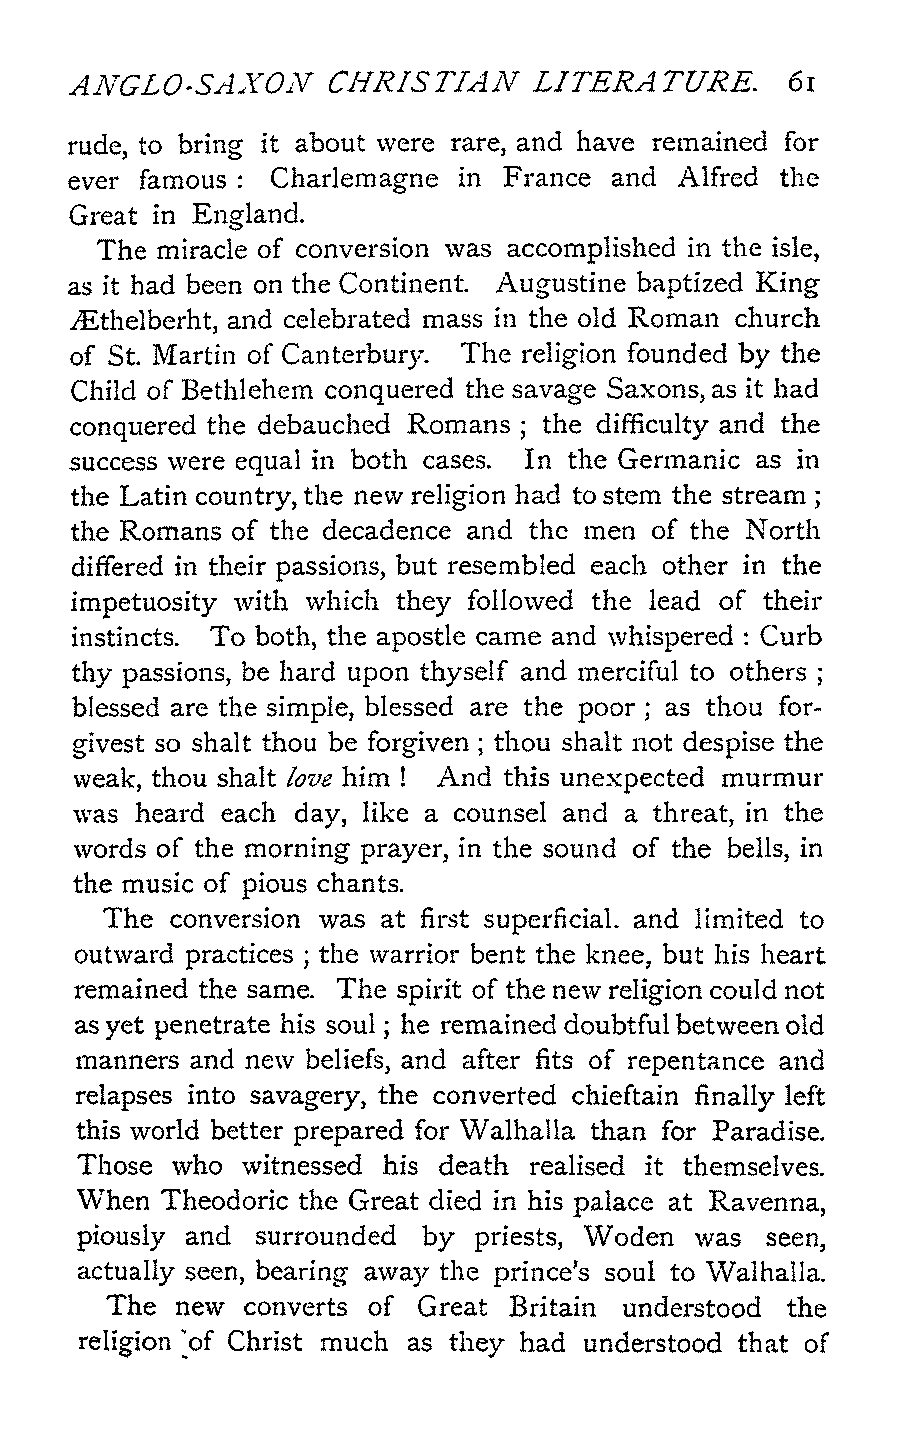 ANGLO-SAXON CHRISTIAN LITERATURE. 61
rude, to bring it about were rare, and have remained for
ever famous : Charlemagne in France and Alfred the
Great in England.
The miracle of conversion was accomplished in the isle,
as it had been on the Continent. Augustine baptized King
Æthelberht, and celebrated mass in the old Roman church
of St. Martin of Canterbury. The religion founded by the
Child of Bethlehem conquered the savage Saxons, as it had
conquered the debauched Romans ; the difficulty and the
success were equal in both cases. In the Germanic as in
the Latin country, the new religion had to stem the stream ;
the Romans of the decadence and the men of the North
differed in their passions, but resembled each other in the
impetuosity with which they followed the lead of their
instincts. To both, the apostle came and whispered : Curb
thy passions, be hard upon thyself and merciful to others ;
blessed are the simple, blessed are the poor ; as thou for-
givest so shalt thou be forgiven ; thou shalt not despise the
weak, thou shalt love him ! And this unexpected murmur
was heard each day, like a counsel and a threat, in the
words of the morning prayer, in the sound of the bells, in
the music of pious chants.
The conversion was at first superficial. and limited to
outward practices ; the warrior bent the knee, but his heart
remained the same. The spirit of the new religion could not
as yet penetrate his soul ; he remained doubtful between old
manners and new beliefs, and after fits of repentance and
relapses into savagery, the converted chieftain finally left
this world better prepared for Walhalla than for Paradise.
Those who witnessed his death realised it themselves.
When Theodoric the Great died in his palace at Ravenna,
piously and surrounded by priests, Woden was seen,
actually seen, bearing away the prince's soul to Walhalla.
The new converts of Great Britain understood the
religion of Christ much as they had understood that of